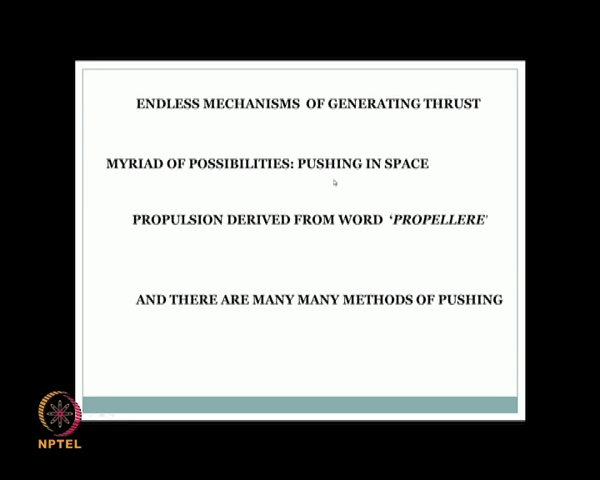 ENDLESS MECHANISMS OF GENERATING THRUST
MYRIAD OF POSSIBILITIES: PUSHING IN SPACE
PROPULSION DERIVED FROM WORD ‘PROPELLERE’
AND THERE ARE MANY MANY METHODS OF PUSHING
NPTEL